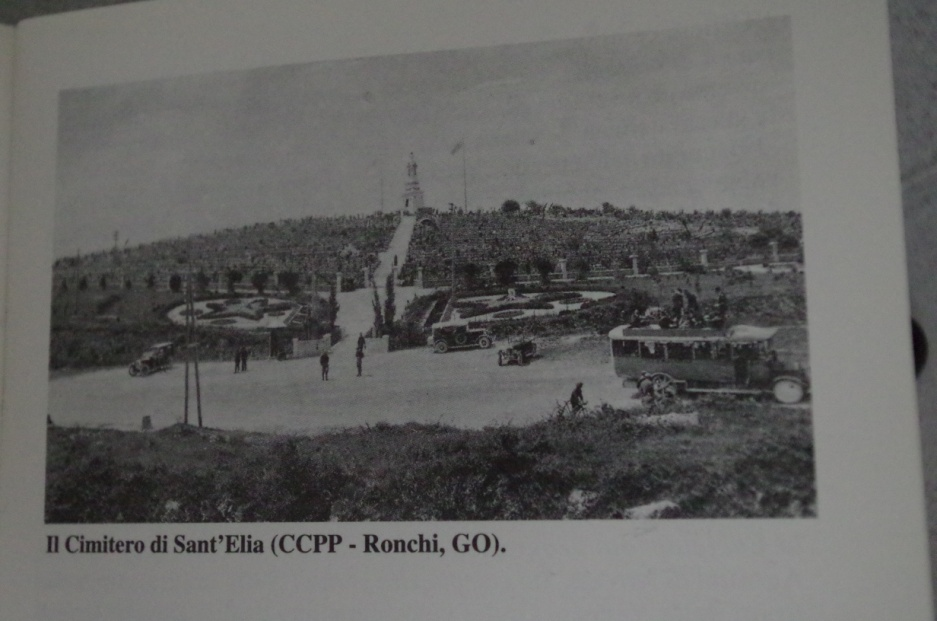 Il Cimitero di Sant'Elia (CCPP - Ronchi, GO).